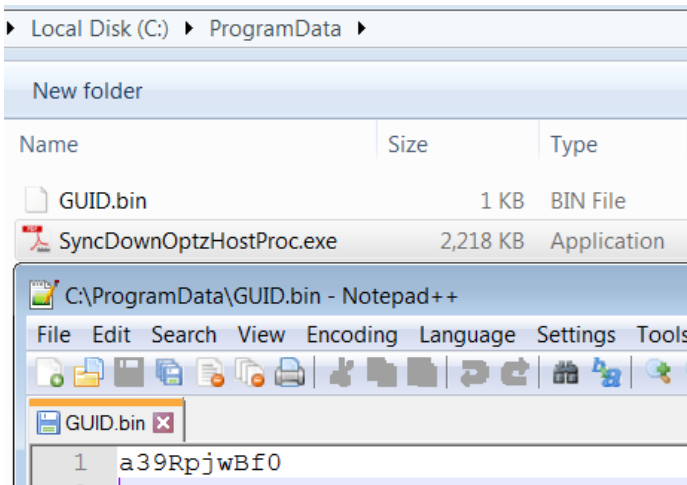 Local Disk (C:) ProgramData
New folder
Name Size Type
GUID.bin 1 KB BIN File
SyncDownOptzHostProc.exe 2,218 KB Application
C:\ProgramData\GUID.bin - Notepad++
File Edit Search View Encoding Language Settings Tools
GUID.bin
1 a39RpjwBf0